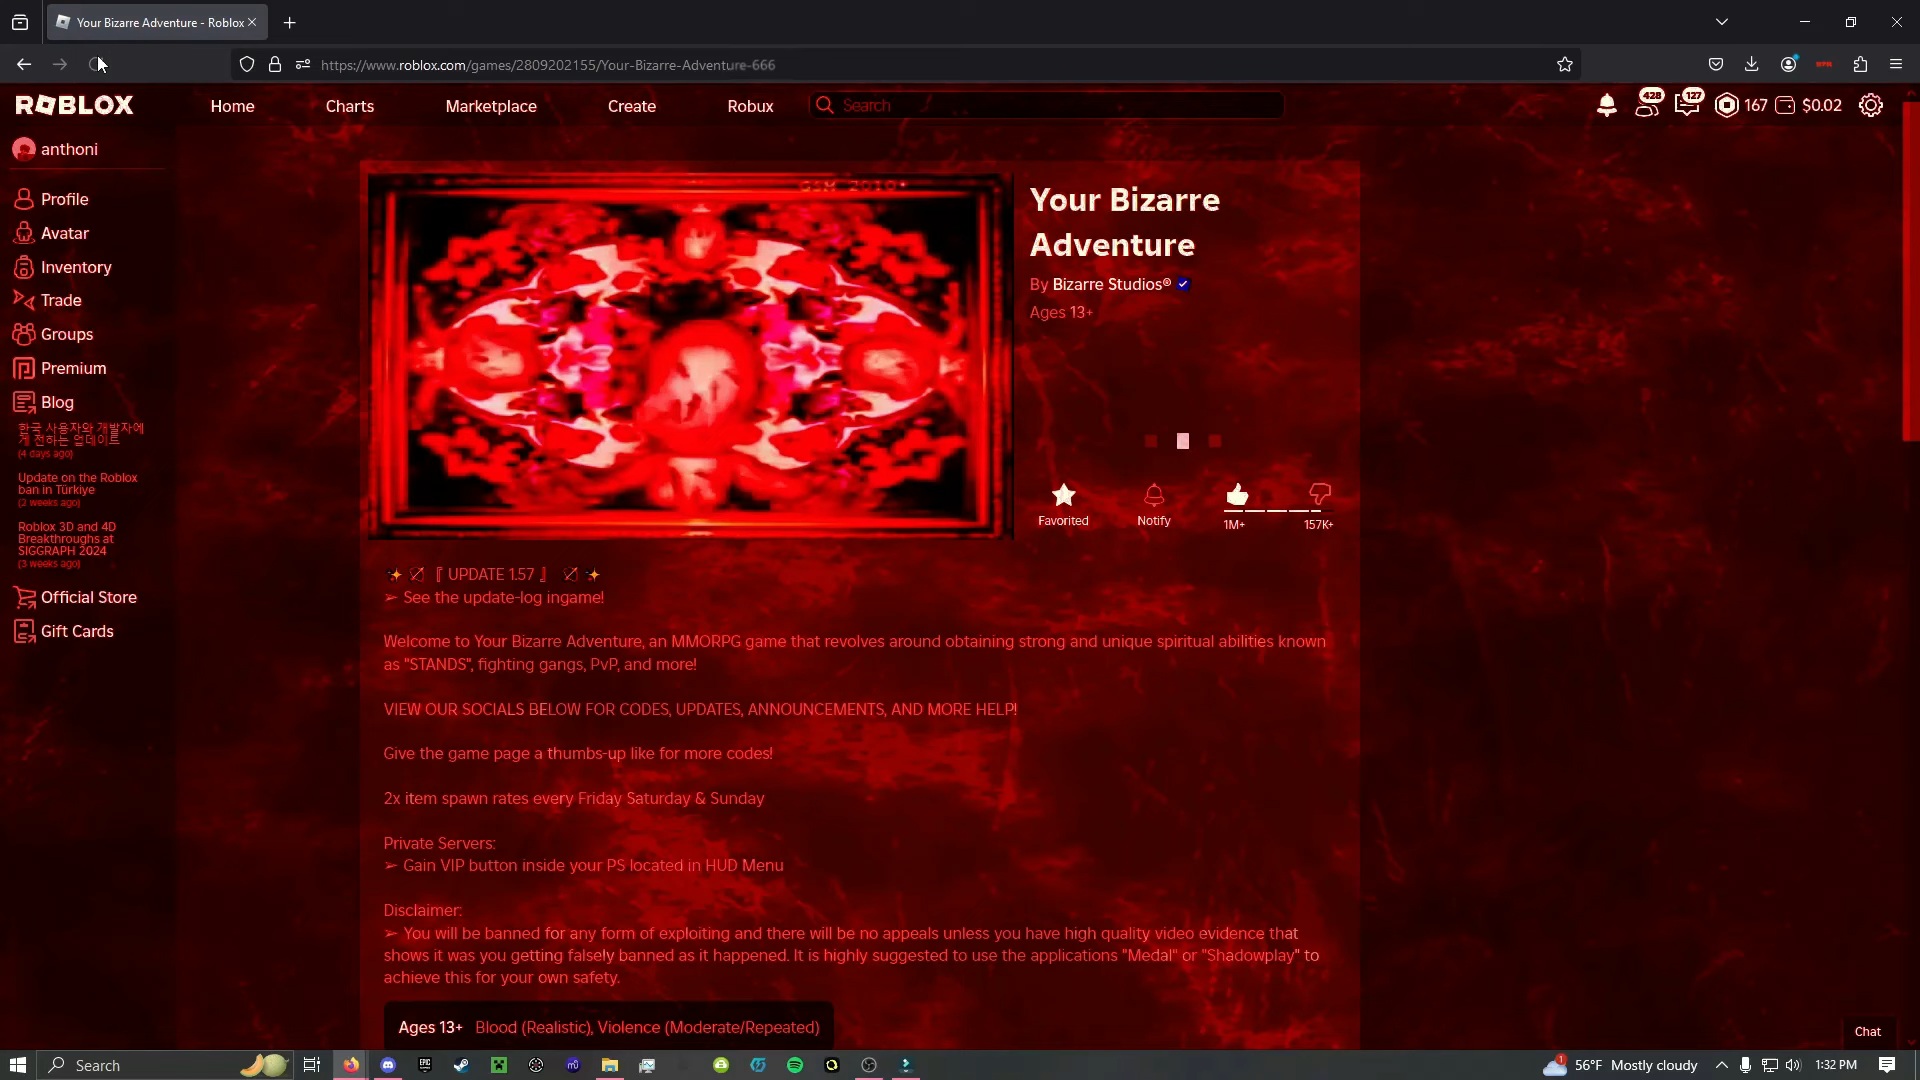 Your Bizarre Adventure - Roblox
https://www.roblox.com/games/2809202155/Your-Bizarre-Adventure-666
ROBLOX
Home
Charts
Marketplace
Create
Robux
Search
428
127
167
$0.02
anthoni
Profile
Avatar
Inventory
Trade
Groups
Premium
Blog
한국 사용자와 개발자에
게 전하는 업데이트
(4 days ago)
Update on the Roblox
ban in Türkiye
(2 weeks ago)
Roblox 3D and 4D
Breakthroughs at
SIGGRAPH 2024
(3 weeks ago)
Official Store
Gift Cards
Your Bizarre
Adventure
By Bizarre Studios®
Ages 13+
Favorited
Notify
1M+
157K+
✨ 🏹 『 UPDATE 1.57 』 🏹 ✨
➢ See the update-log ingame!
Welcome to Your Bizarre Adventure, an MMORPG game that revolves around obtaining strong and unique spiritual abilities known
as "STANDS", fighting gangs, PvP, and more!
VIEW OUR SOCIALS BELOW FOR CODES, UPDATES, ANNOUNCEMENTS, AND MORE HELP!
Give the game page a thumbs-up like for more codes!
2x item spawn rates every Friday Saturday & Sunday
Private Servers:
➢ Gain VIP button inside your PS located in HUD Menu
Disclaimer:
➢ You will be banned for any form of exploiting and there will be no appeals unless you have high quality video evidence that
shows it was you getting falsely banned as it happened. It is highly suggested to use the applications "Medal" or "Shadowplay" to
achieve this for your own safety.
Ages 13+ Blood (Realistic), Violence (Moderate/Repeated)
Chat
Search
EPIC
1
56°F Mostly cloudy
1:32 PM